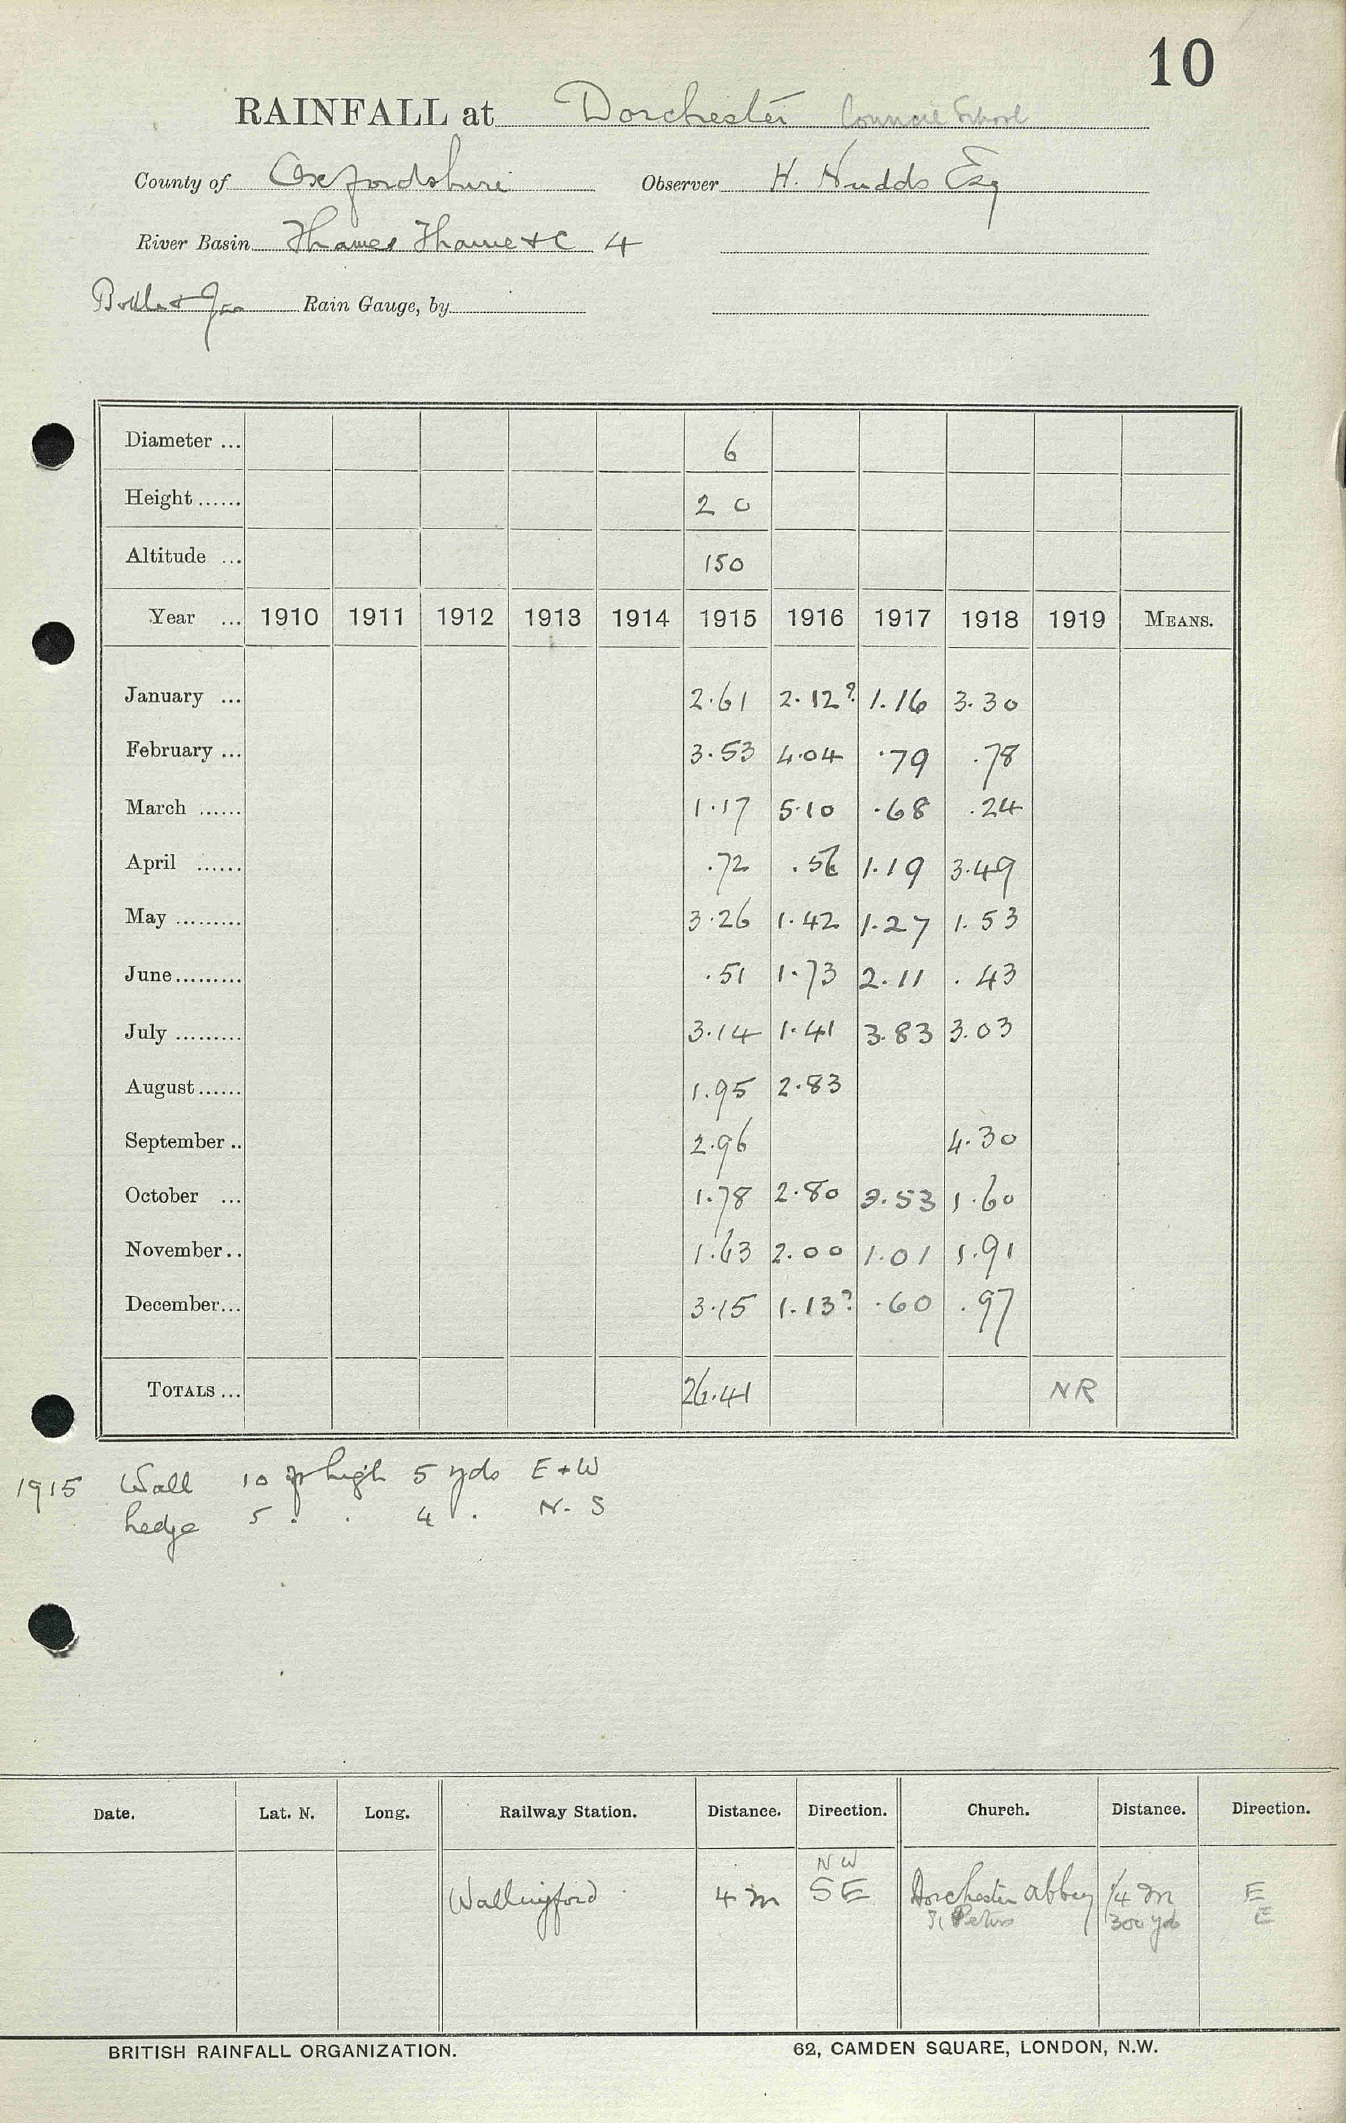 10
RAINFALL at Dorchester Council School
County of Oxfordshire Observer H. Hudds Esq
River Basin Thames Thame &c 4
Bottle & Jar Rain Gauge, by
Diameter ... 6
Height ...... 2 0
Altitude ... 150
Year ... 1910 1911 1912 1913 1914 1915 1916 1917 1918 1919 MEANS.
January ... 2.61 2.12? 1.16 3.30
February ... 3.53 4.04 .79 .78
March ...... 1.17 5.10 .68 .24
April ...... .72 1.19 3.49
May ......... 3.26 1.42 1.27 1.53
June ......... .51 1.73 2.11 .43
July ......... 3.14 1.41 3.83 3.03
August ...... 1.95 2.83
September .. 2.96 4.30
October ... 1.78 2.80 3.53 1.60
November .. 1.63 2.00 1.01 1.91
December ... 3.15 1.13? .60 .97
TOTALS ... 26.41 NR
1915 Wall 10 ft high 5 yds E + W
hedge 5 . . 4 . N. S
Date. Lat. N. Long. Railway Station. Distance. Direction. Church. Distance. Direction.
NW
Wallingford 4 m SE Dorchester Abbey 1/4 m E
St Peters 300 yds E
BRITISH RAINFALL ORGANIZATION. 62, CAMDEN SQUARE, LONDON, N.W.